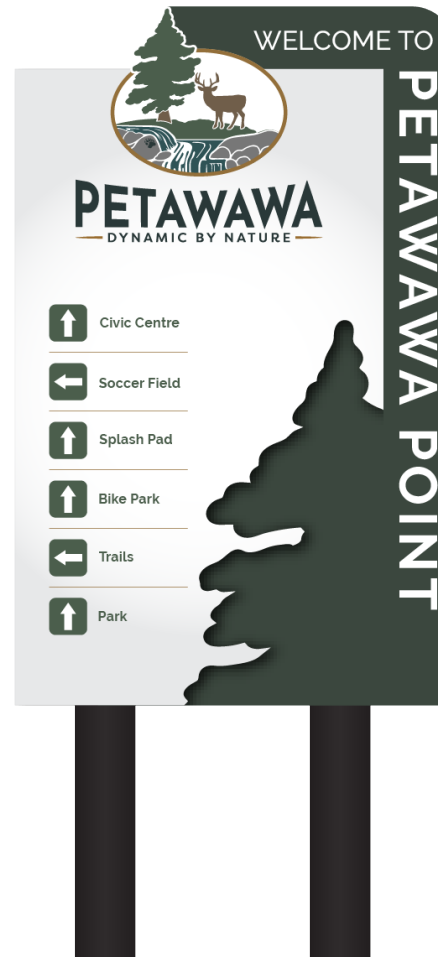 WELCOME TO
PETAWAWA POINT
PETAWAWA
DYNAMIC BY NATURE
Civic Centre
Soccer Field
Splash Pad
Bike Park
Trails
Park